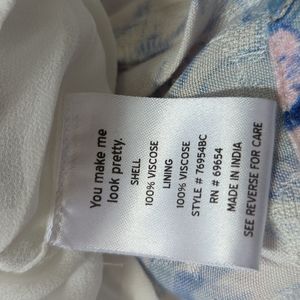 You make me
look pretty.
SHELL
100% VISCOSE
LINING
100% VISCOSE
STYLE # 76954BC
RN # 69654
MADE IN INDIA
SEE REVERSE FOR CARE